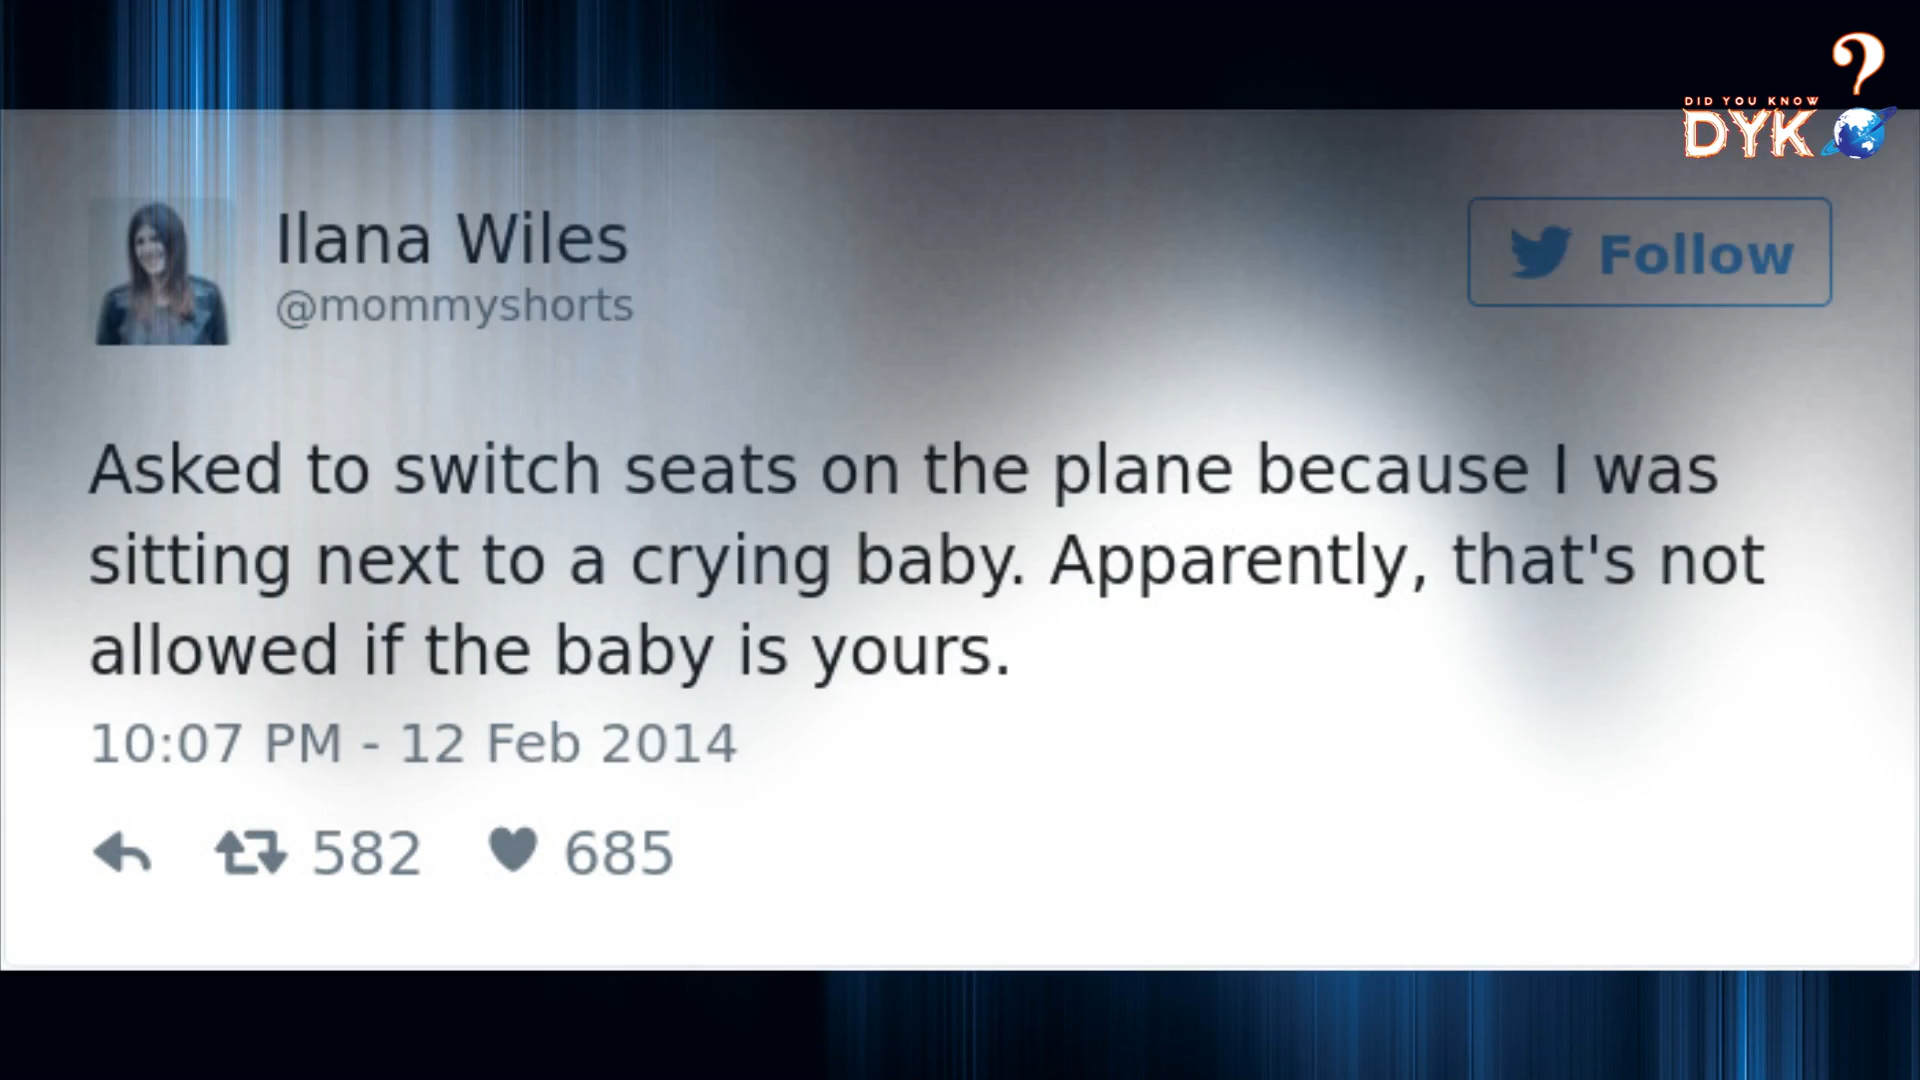 ?
DID YOU KNOW
DYK
Ilana Wiles
@mommyshorts
Follow
Asked to switch seats on the plane because I was
sitting next to a crying baby. Apparently, that's not
allowed if the baby is yours.
10:07 PM - 12 Feb 2014
582 685